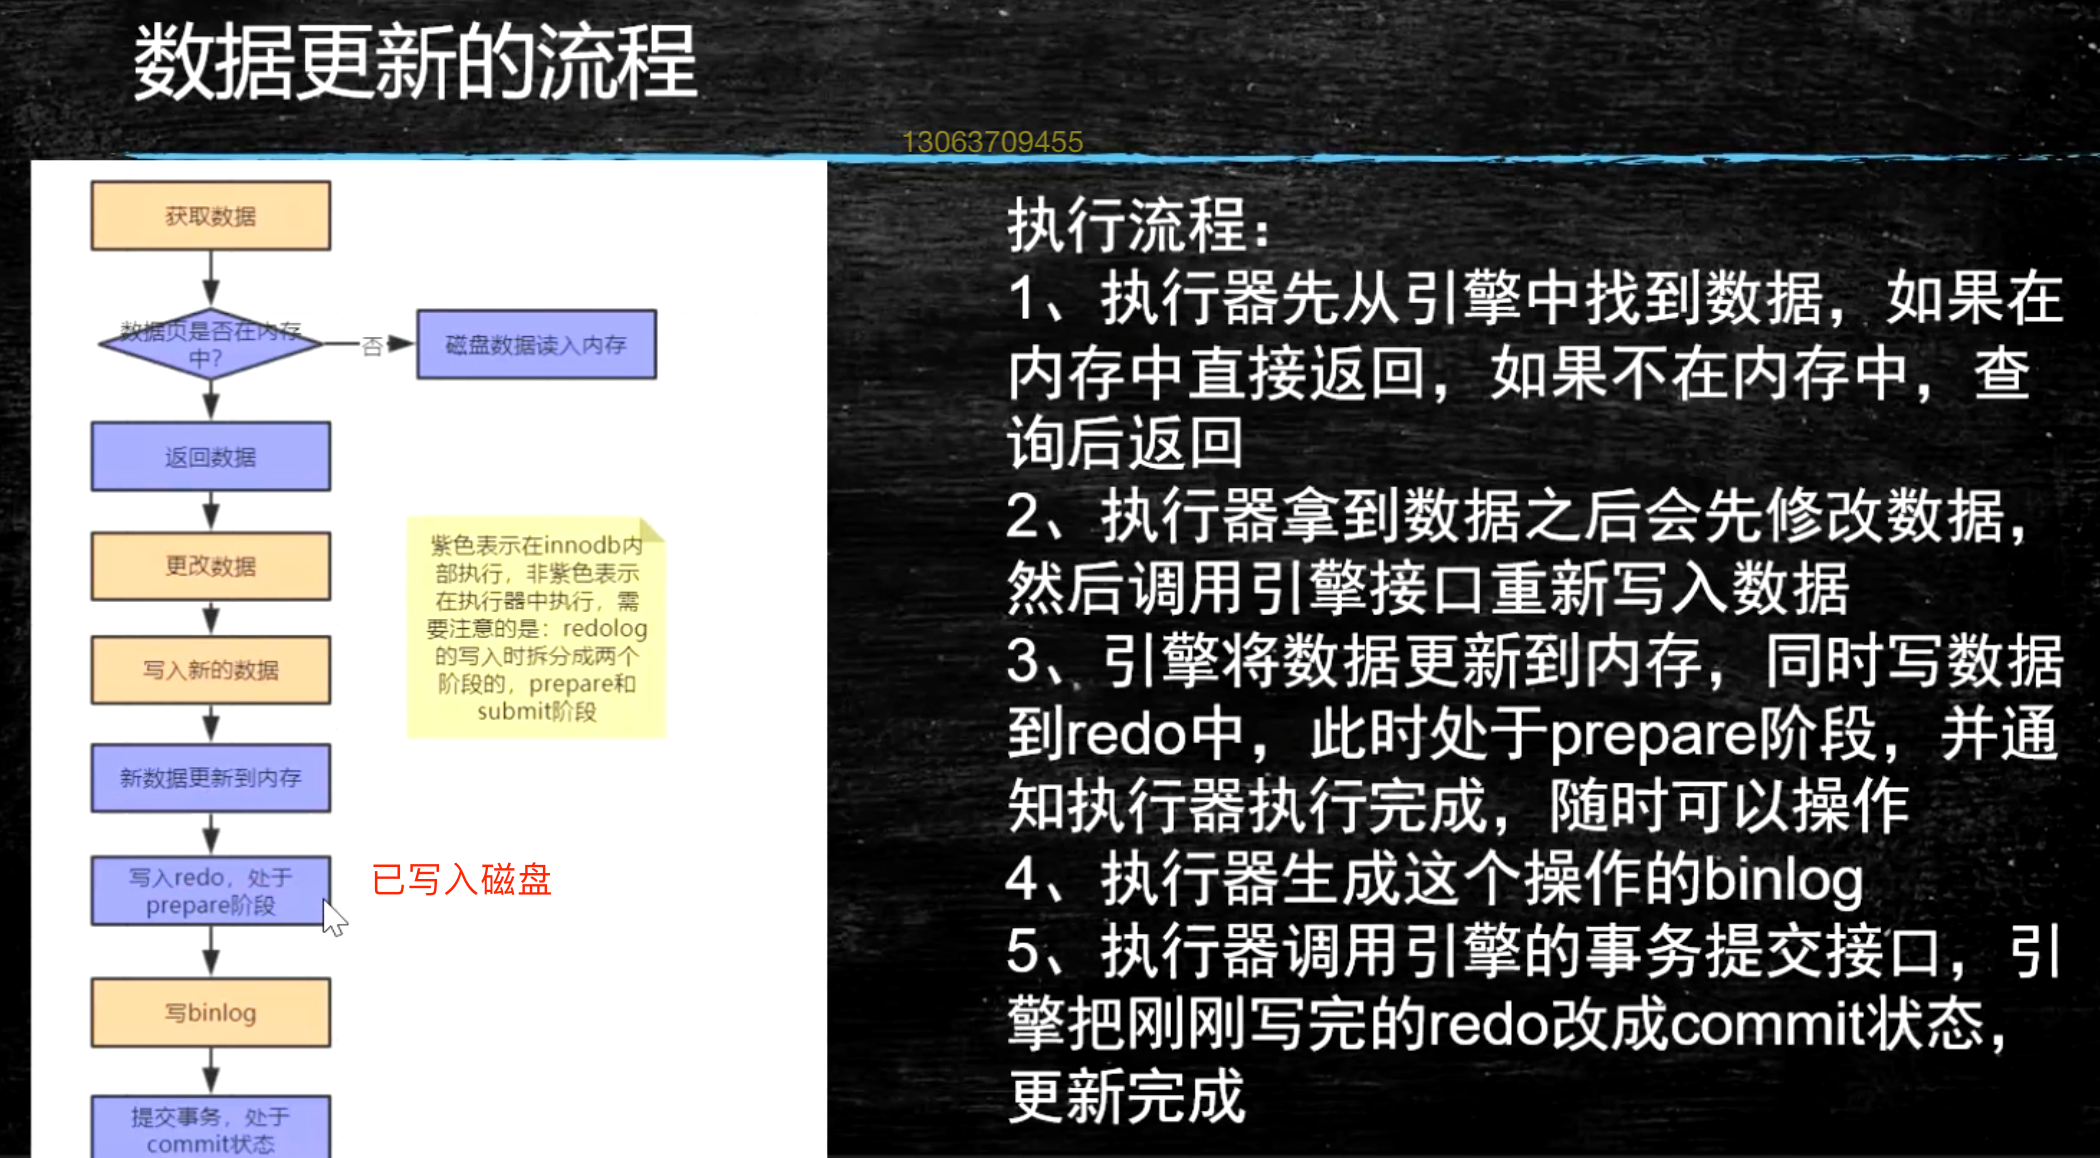 数据更新的流程
13063709455
获取数据
数据页是否在内存
中？
否
磁盘数据读入内存
返回数据
更改数据
写入新的数据
新数据更新到内存
写入redo，处于
prepare阶段
写binlog
提交事务，处于
commit状态
紫色表示在innodb内
部执行，非紫色表示
在执行器中执行，需
要注意的是：redolog
的写入时拆分成两个
阶段的，prepare和
submit阶段
已写入磁盘
执行流程：
1、执行器先从引擎中找到数据，如果在
内存中直接返回，如果不在内存中，查
询后返回
2、执行器拿到数据之后会先修改数据，
然后调用引擎接口重新写入数据
3、引擎将数据更新到内存，同时写数据
到redo中，此时处于prepare阶段，并通
知执行器执行完成，随时可以操作
4、执行器生成这个操作的binlog
5、执行器调用引擎的事务提交接口，引
擎把刚刚写完的redo改成commit状态，
更新完成